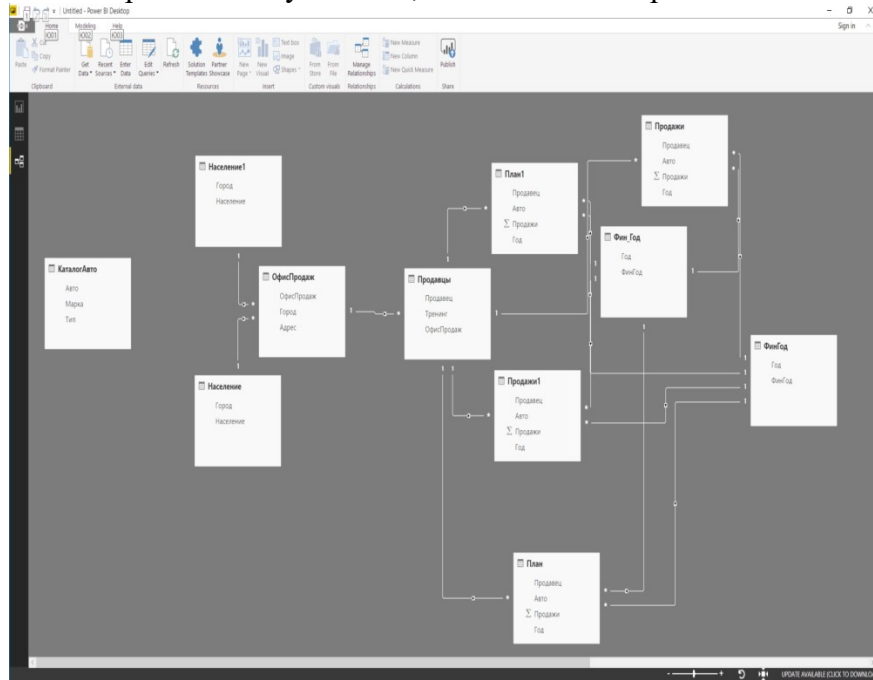 Untitled - Power BI Desktop
Sign in
Home Modeling Help
K001 K002 K003
Cut
Copy
Format Painter
Paste
Get Data
Recent Sources
Enter Data
Edit Queries
Refresh
Solution Templates
Partner Showcase
New Page
New Visual
Text box
Image
Shapes
From Store
From File
Manage Relationships
New Measure
New Column
New Quick Measure
Publish
Clipboard External data Resources Insert Custom visuals Relationships Calculations Share
Продажи
Продавец
Авто
Σ Продажи
Год
Население1
Город
Население
План1
Продавец
Авто
Σ Продажи
Год
Фин_Год
Год
ФинГод
КаталогАвто
Авто
Марка
Тип
ОфисПродаж
ОфисПродаж
Город
Адрес
Продавцы
Продавец
Тренинг
ОфисПродаж
ФинГод
Год
ФинГод
Население
Город
Население
Продажи1
Продавец
Авто
Σ Продажи
Год
План
Продавец
Авто
Σ Продажи
Год
UPDATE AVAILABLE (CLICK TO DOWNLO